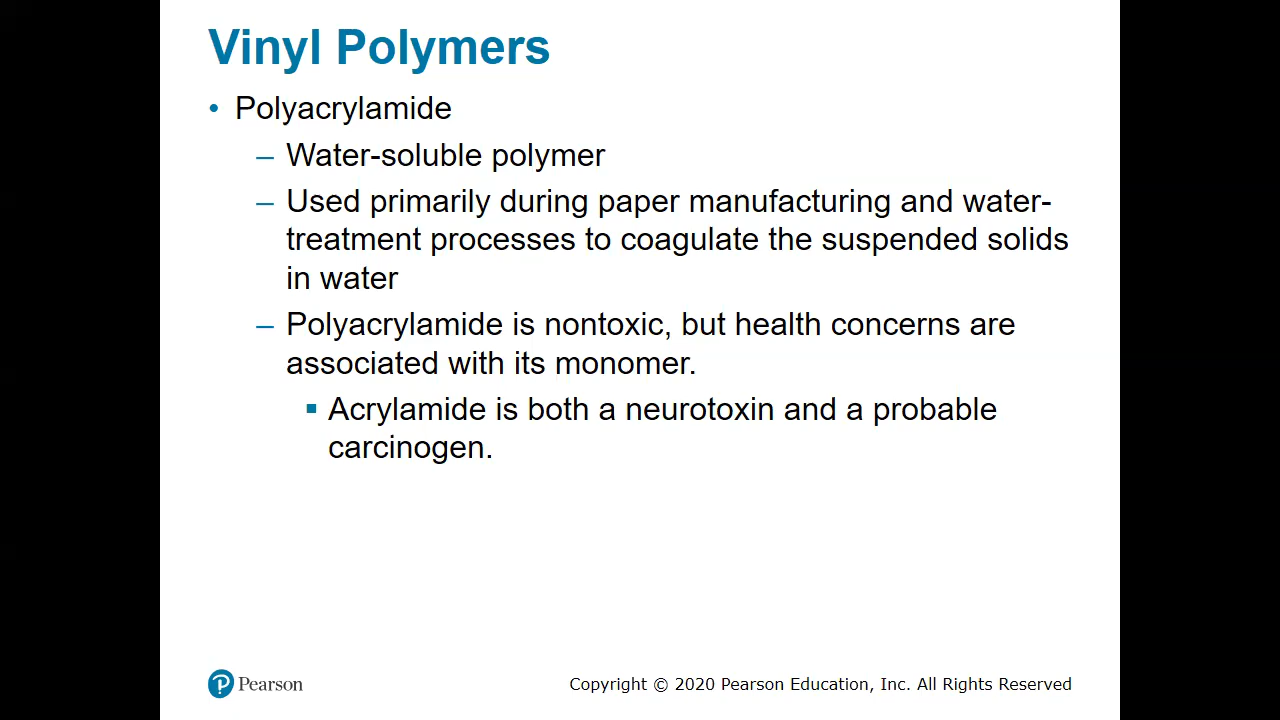 Vinyl Polymers
• Polyacrylamide
– Water-soluble polymer
– Used primarily during paper manufacturing and water-
treatment processes to coagulate the suspended solids
in water
– Polyacrylamide is nontoxic, but health concerns are
associated with its monomer.
▪ Acrylamide is both a neurotoxin and a probable
carcinogen.
Pearson
Copyright © 2020 Pearson Education, Inc. All Rights Reserved